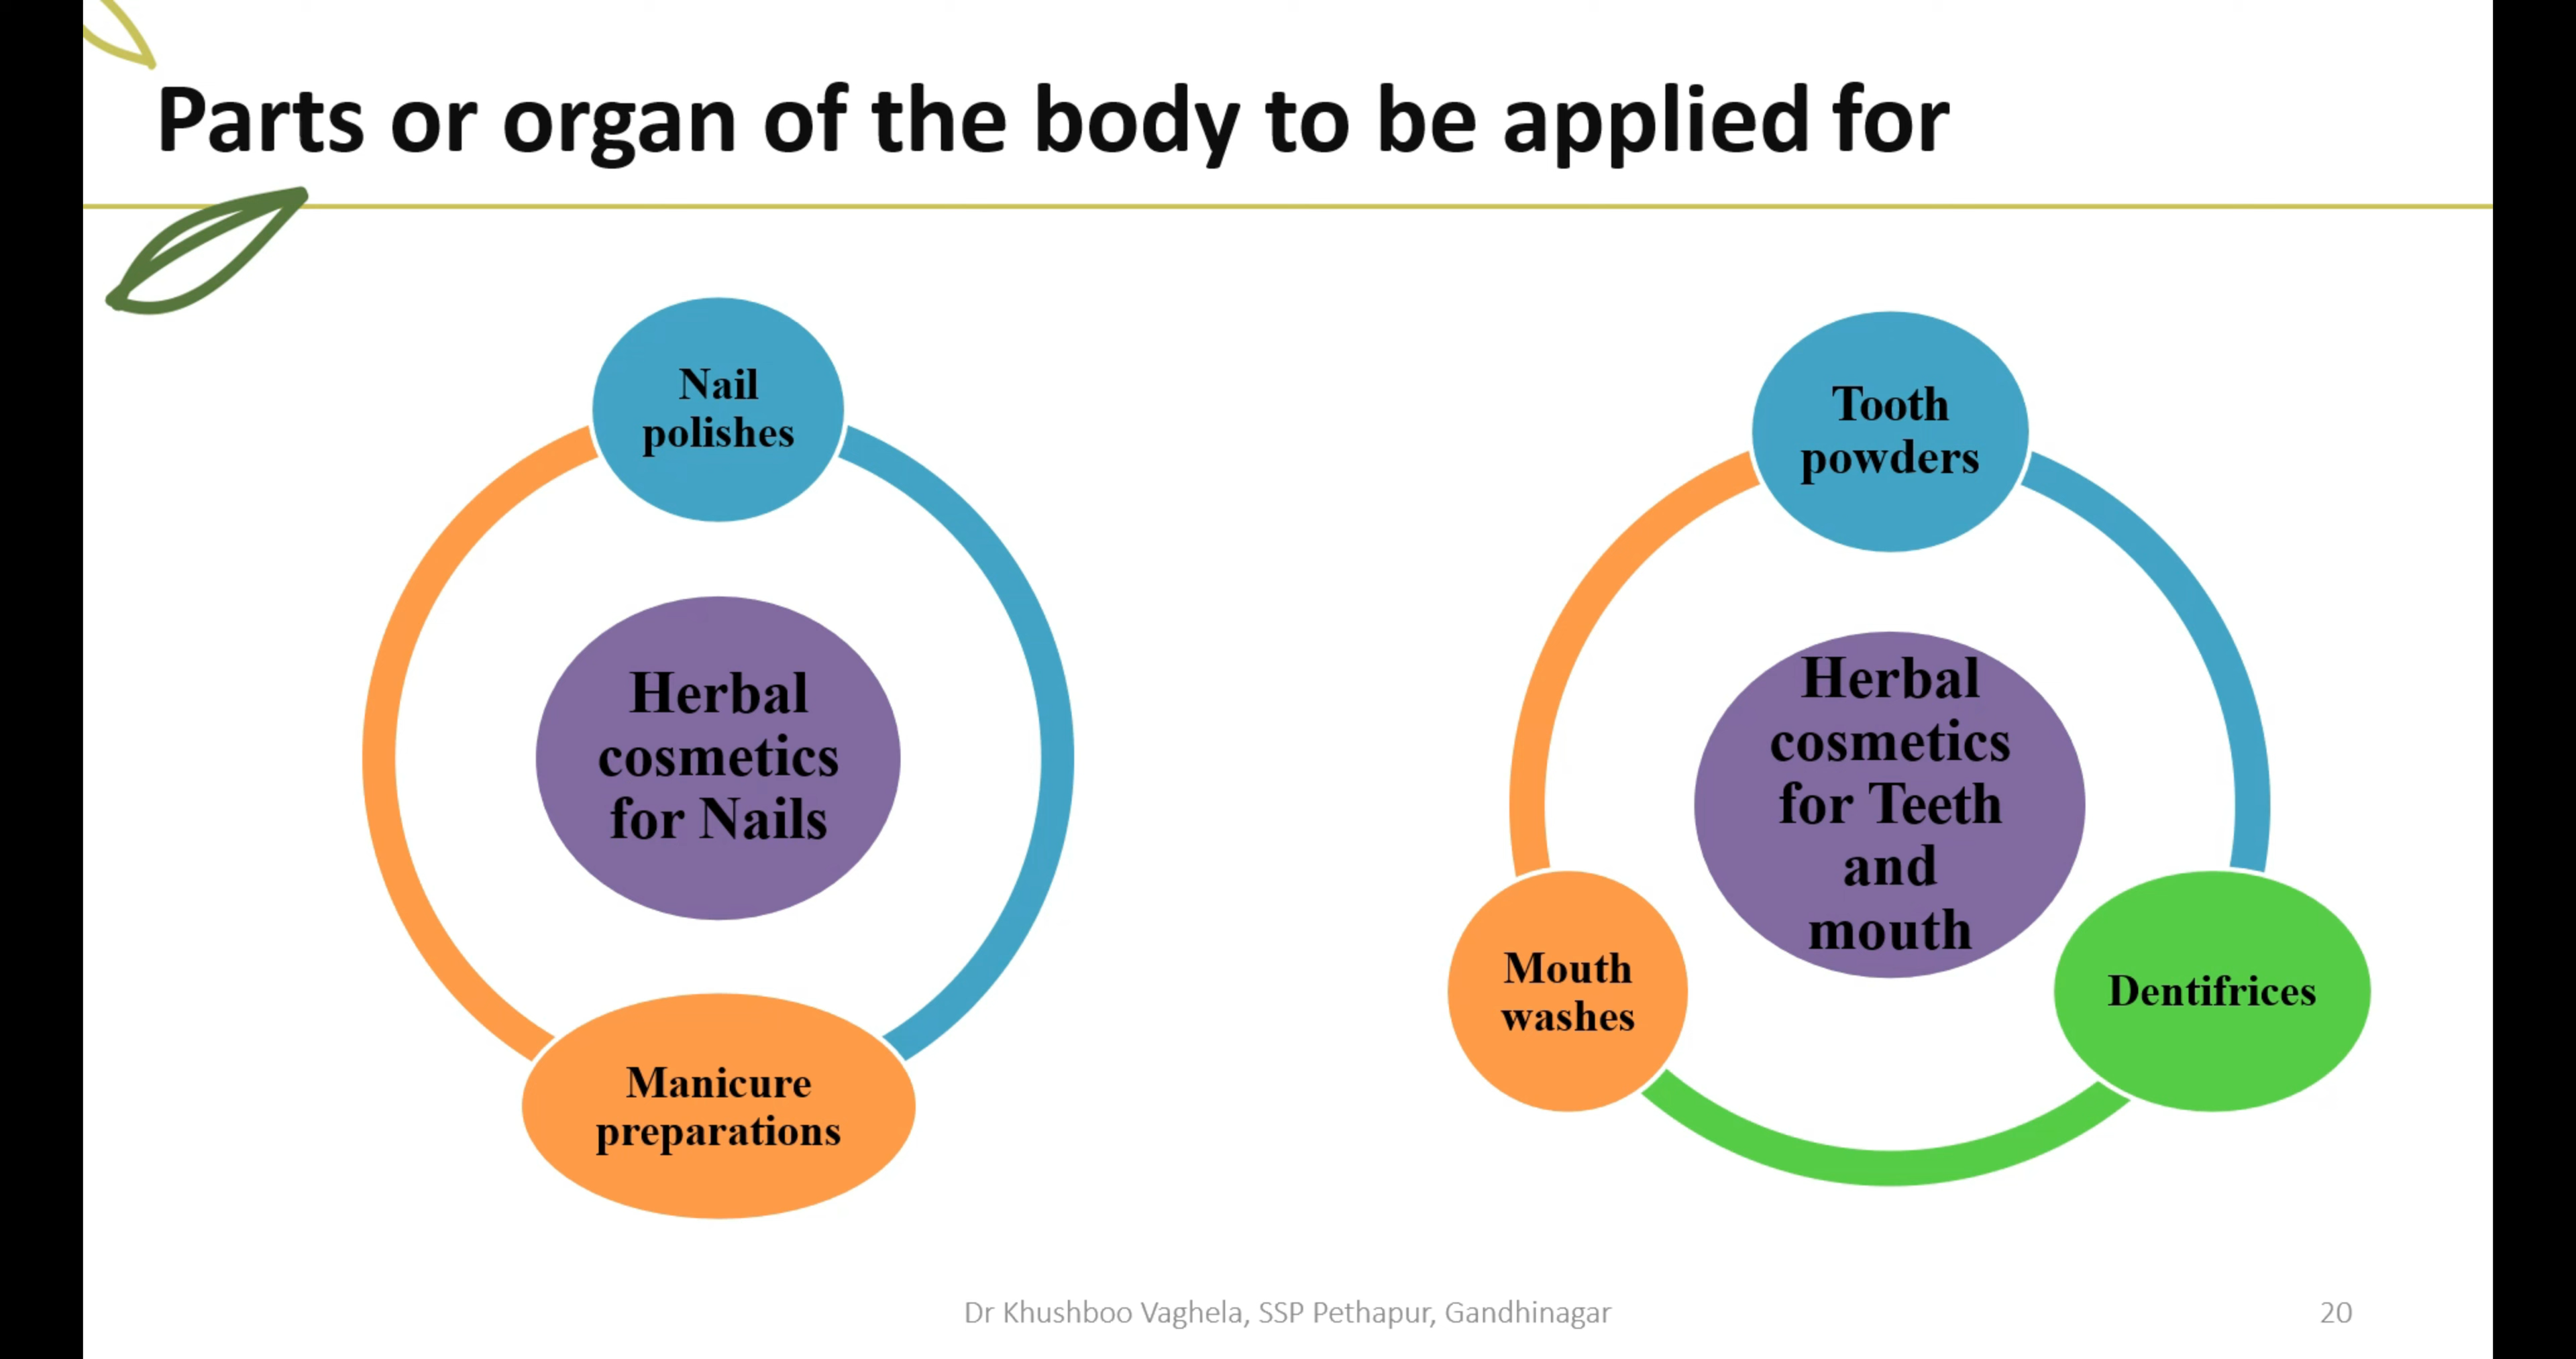 Parts or organ of the body to be applied for
Nail
polishes
Herbal
cosmetics
for Nails
Manicure
preparations
Tooth
powders
Herbal
cosmetics
for Teeth
and
mouth
Mouth
washes
Dentifrices
Dr Khushboo Vaghela, SSP Pethapur, Gandhinagar
20